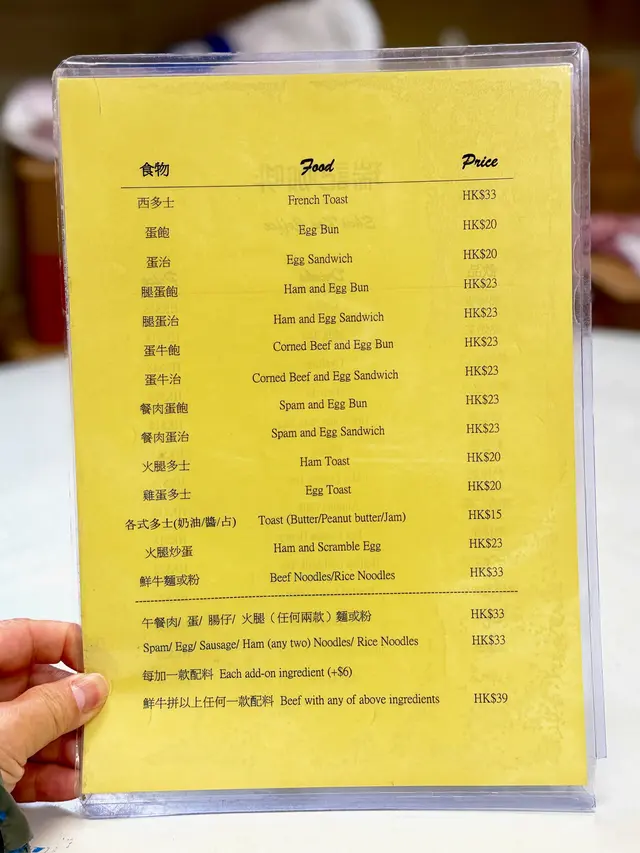 食物 Food Price
西多士 French Toast HK$33
蛋飽 Egg Bun HK$20
蛋治 Egg Sandwich HK$20
腿蛋飽 Ham and Egg Bun HK$23
腿蛋治 Ham and Egg Sandwich HK$23
蛋牛飽 Corned Beef and Egg Bun HK$23
蛋牛治 Corned Beef and Egg Sandwich HK$23
餐肉蛋飽 Spam and Egg Bun HK$23
餐肉蛋治 Spam and Egg Sandwich HK$23
火腿多士 Ham Toast HK$20
雞蛋多士 Egg Toast HK$20
各式多士(奶油/醬/占) Toast (Butter/Peanut butter/Jam) HK$15
火腿炒蛋 Ham and Scramble Egg HK$23
鮮牛麵或粉 Beef Noodles/Rice Noodles HK$33
午餐肉/ 蛋/ 腸仔/ 火腿（任何兩款）麵或粉 HK$33
Spam/ Egg/ Sausage/ Ham (any two) Noodles/ Rice Noodles HK$33
每加一款配料 Each add-on ingredient (+$6)
鮮牛拼以上任何一款配料 Beef with any of above ingredients HK$39